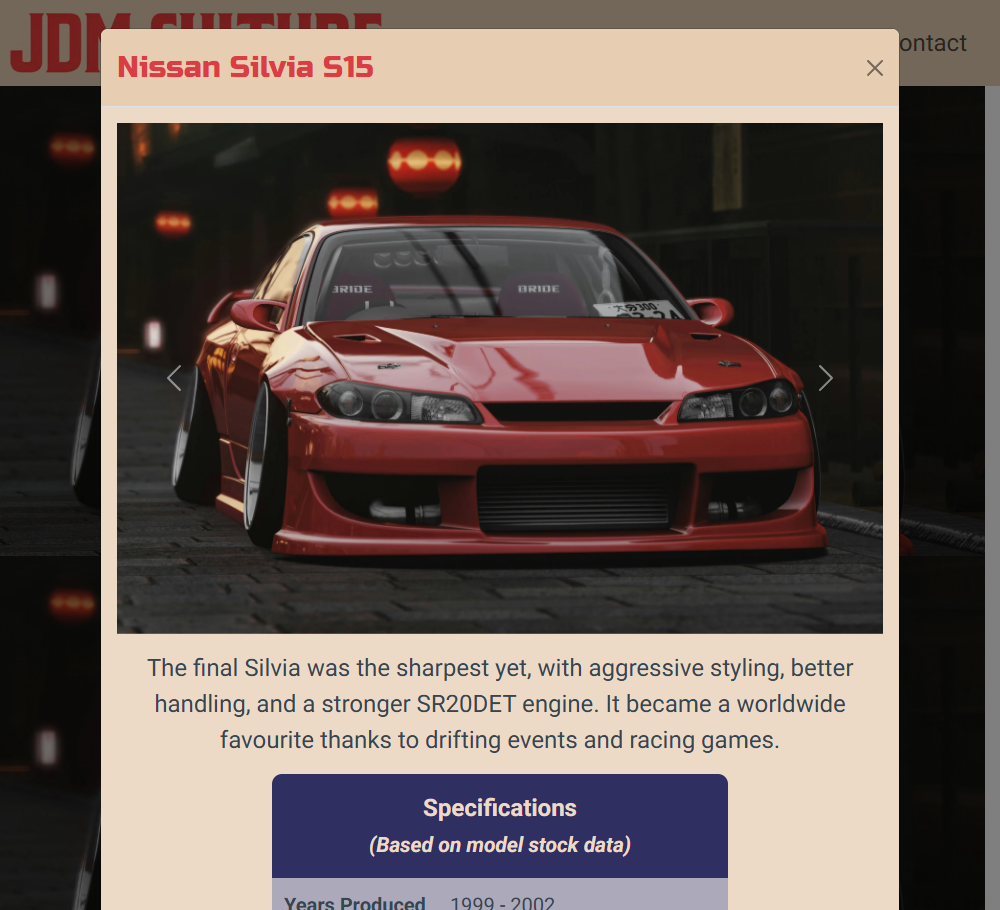 JDM CULTURE
ontact
Nissan Silvia S15
BRIDE
BRIDE
The final Silvia was the sharpest yet, with aggressive styling, better
handling, and a stronger SR20DET engine. It became a worldwide
favourite thanks to drifting events and racing games.
Specifications
(Based on model stock data)
Years Produced 1999 - 2002